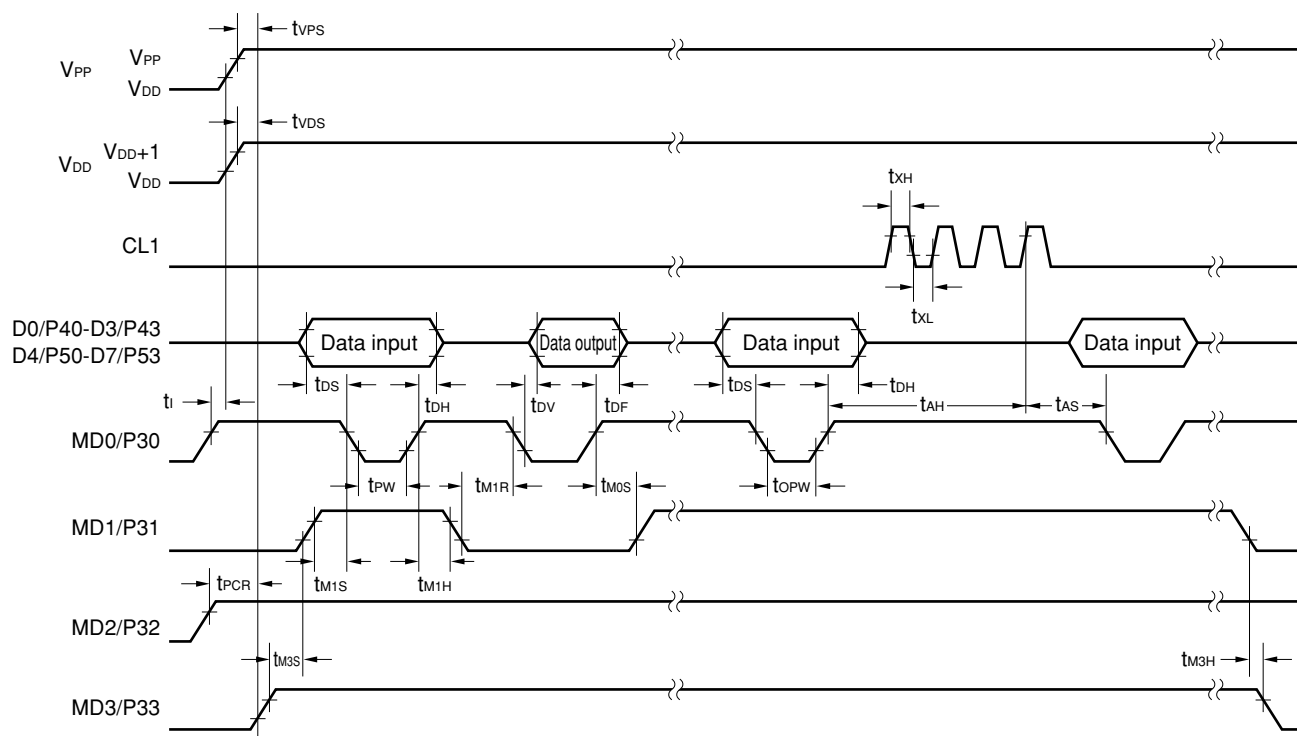 tVPS
VPP
VPP
VDD
tVDS
VDD
VDD+1
VDD
tXH
CL1
tXL
D0/P40-D3/P43
D4/P50-D7/P53
Data input
Data output
Data input
Data input
tDS
tDH
tDV
tDF
tDS
tDH
tAH
tAS
tI
MD0/P30
tPW
tM1R
tM0S
tOPW
MD1/P31
tM1S
tM1H
tPCR
MD2/P32
tM3S
tM3H
MD3/P33